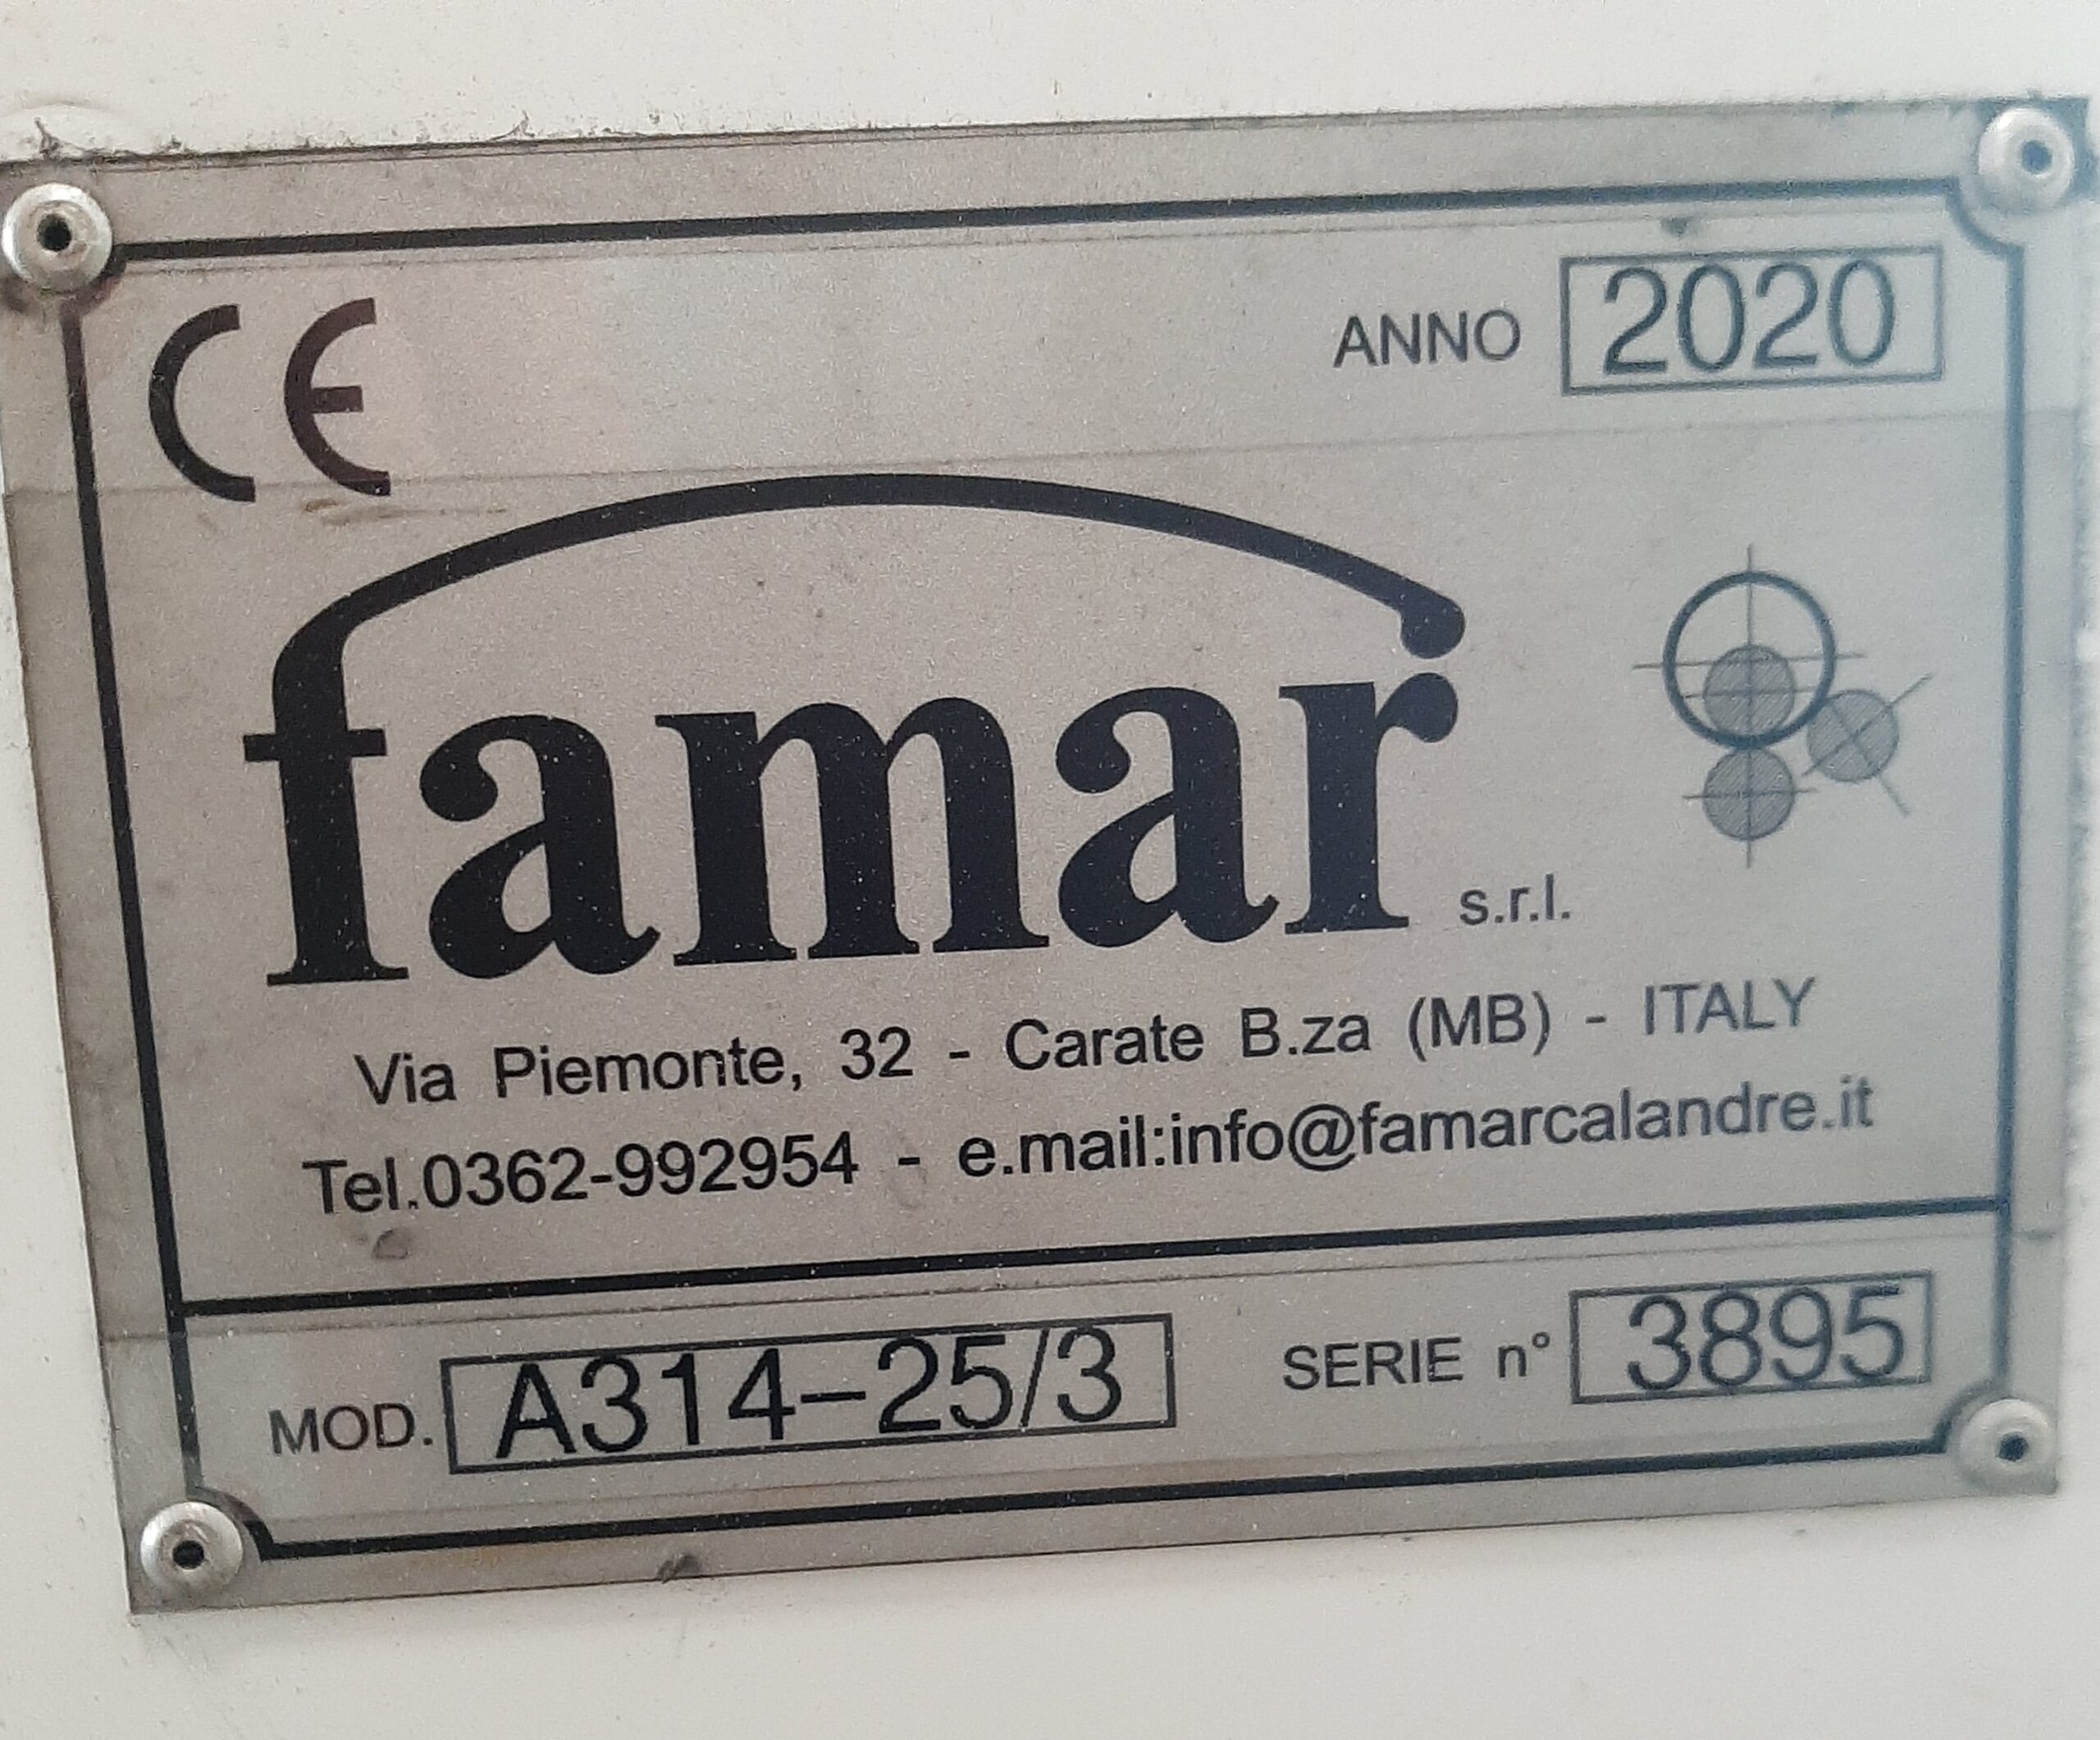 CE
ANNO 2020
famar s.r.l.
Via Piemonte, 32 - Carate B.za (MB) - ITALY
Tel.0362-992954 - e.mail:info@famarcalandre.it
MOD. A314-25/3 SERIE n° 3895